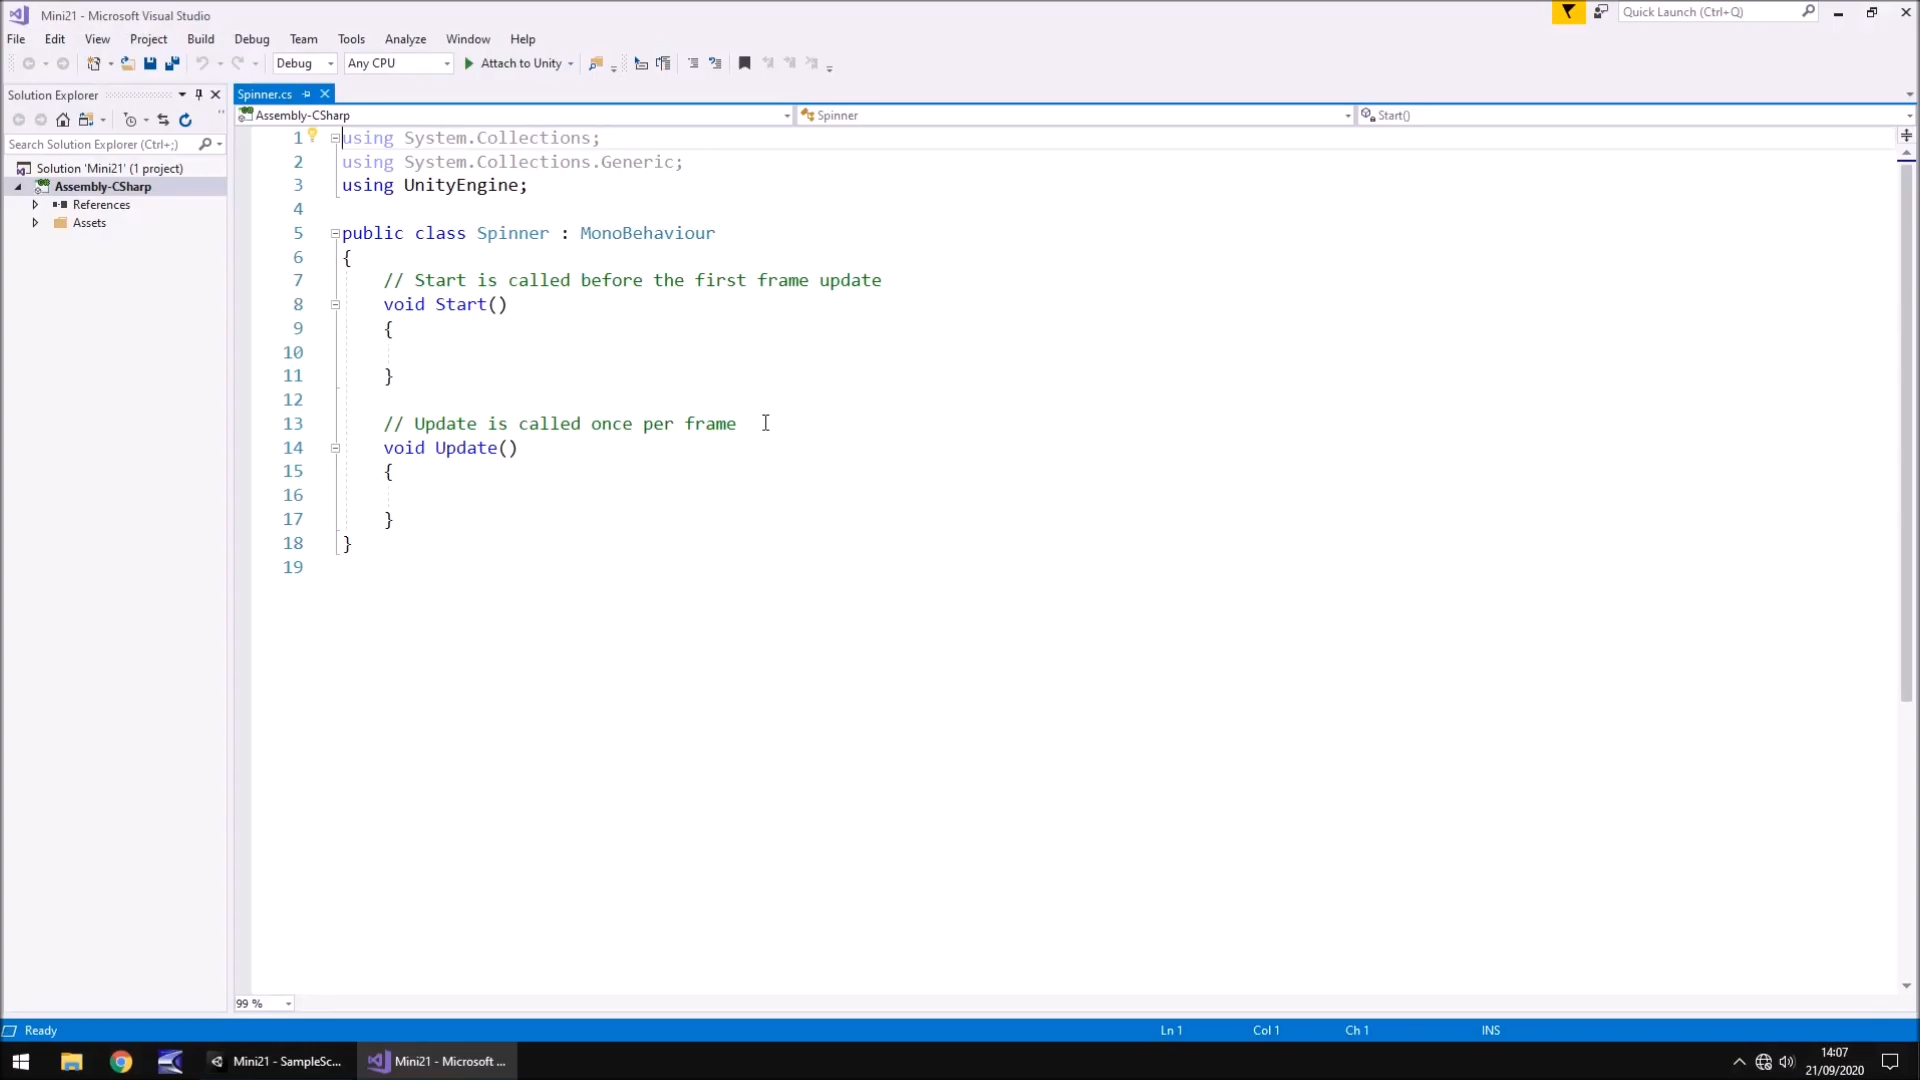 Mini21 - Microsoft Visual Studio
Quick Launch (Ctrl+Q)
File Edit View Project Build Debug Team Tools Analyze Window Help
Debug Any CPU Attach to Unity
Solution Explorer
Spinner.cs
Assembly-CSharp Spinner Start()
Search Solution Explorer (Ctrl+;)
Solution 'Mini21' (1 project)
Assembly-CSharp
References
Assets
1 using System.Collections;
2 using System.Collections.Generic;
3 using UnityEngine;
4
5 public class Spinner : MonoBehaviour
6 {
7 // Start is called before the first frame update
8 void Start()
9 {
10
11 }
12
13 // Update is called once per frame
14 void Update()
15 {
16
17 }
18 }
19
99 %
Ready Ln 1 Col 1 Ch 1 INS
Mini21 - SampleSc... Mini21 - Microsoft ...
14:07
21/09/2020